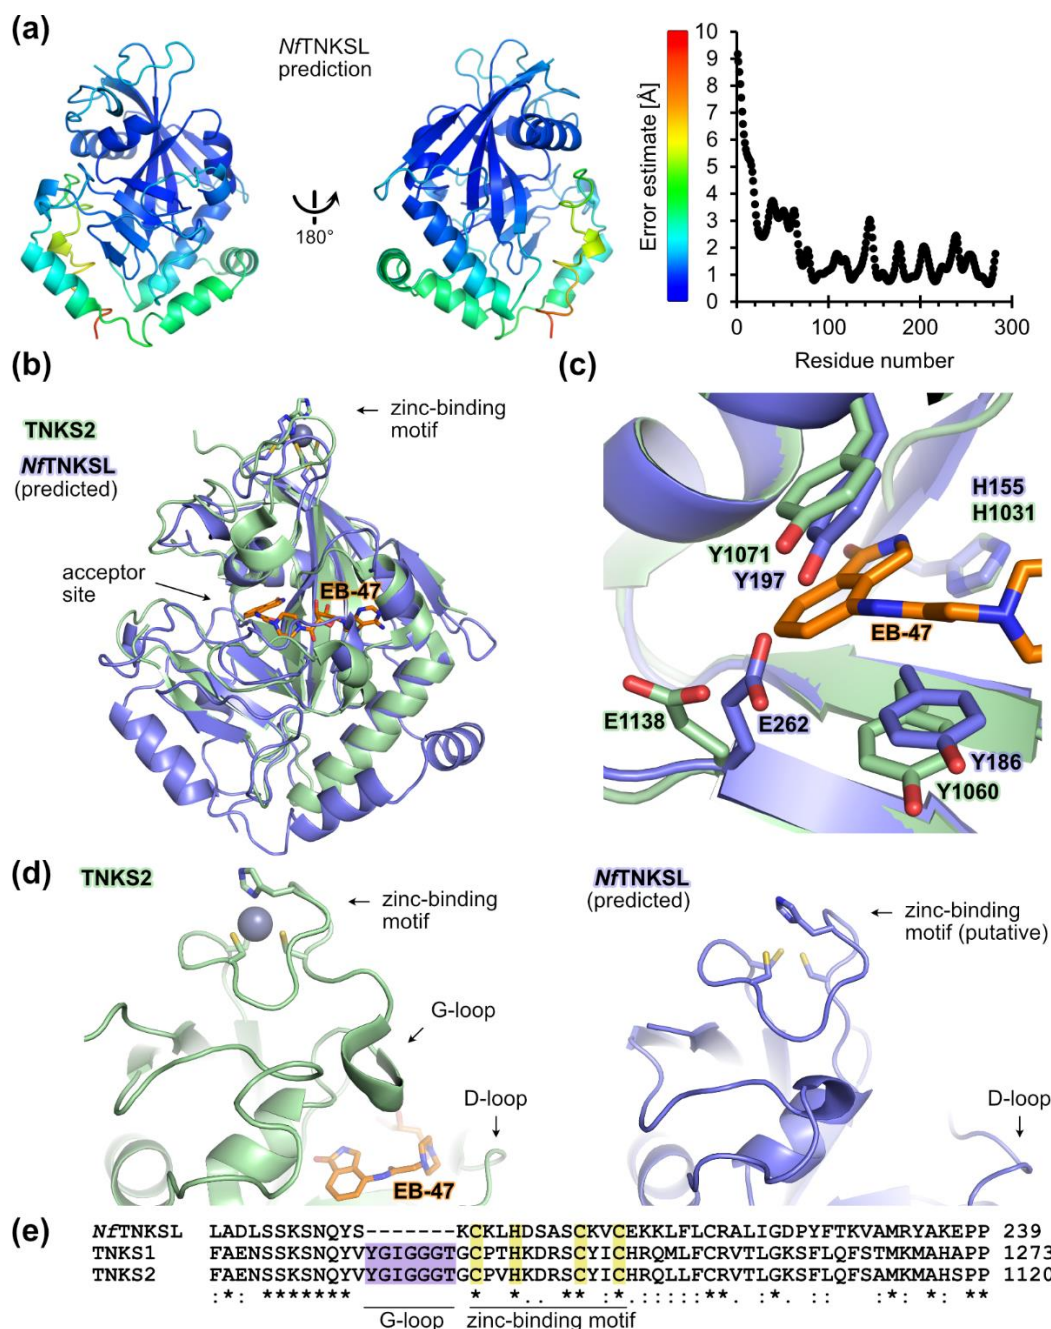 (a)
NfTNKSL
prediction
180°
10
9
8
7
6
5
4
3
2
1
0
Error estimate [Å]
0
100
200
300
Residue number
(b)
TNKS2
NfTNKSL
(predicted)
zinc-binding
motif
acceptor
site
EB-47
(c)
H155
H1031
Y1071
Y197
EB-47
E1138
E262
Y186
Y1060
(d)
TNKS2
zinc-binding
motif
G-loop
D-loop
EB-47
NfTNKSL
(predicted)
zinc-binding
motif (putative)
D-loop
(e)
NfTNKSL LADLSSKSNQYS--------KCKLHDSASCKVCEKKLFLCRALIGDPYFTKVAMRYAKEPP 239
TNKS1 FAENSSKSNQYVYGIGGGTGCPTHKDRSCYICHRQMLFCRVTLGKSFLQFSTMKMAHAPP 1273
TNKS2 FAENSSKSNQYVYGIGGGTGCPVHKDRSCYICHRQLLFCRVTLGKSFLQFSAMKMAHSPP 1120
G-loop zinc-binding motif